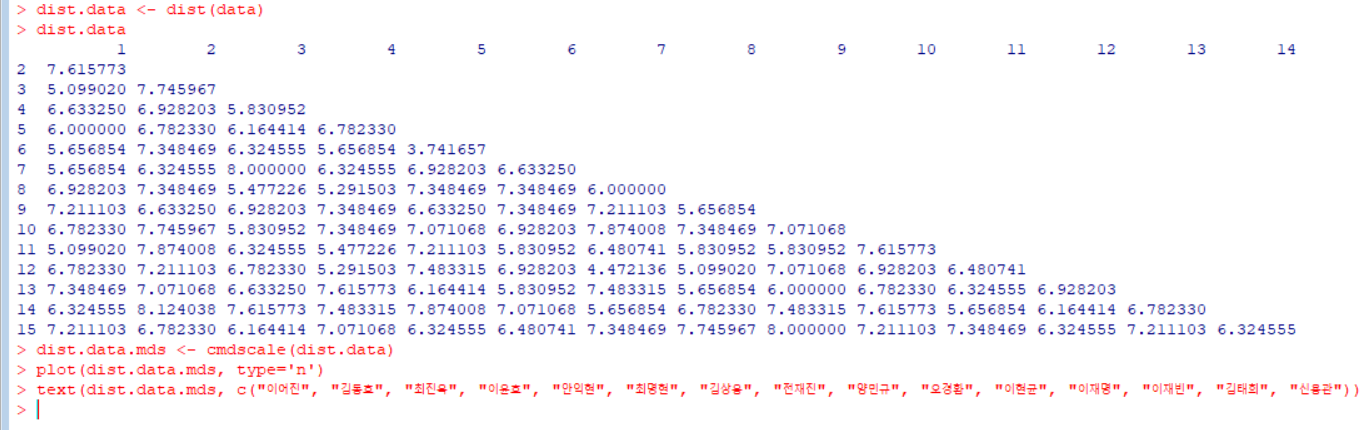 > dist.data <- dist(data)
> dist.data
1 2 3 4 5 6 7 8 9 10 11 12 13 14
2 7.615773
3 5.099020 7.745967
4 6.633250 6.928203 5.830952
5 6.000000 6.782330 6.164414 6.782330
6 5.656854 7.348469 6.324555 5.656854 3.741657
7 5.656854 6.324555 8.000000 6.324555 6.928203 6.633250
8 6.928203 7.348469 5.477226 5.291503 7.348469 7.348469 6.000000
9 7.211103 6.633250 6.928203 7.348469 6.633250 7.348469 7.211103 5.656854
10 6.782330 7.745967 5.830952 7.348469 7.071068 6.928203 7.874008 7.348469 7.071068
11 5.099020 7.874008 6.324555 5.477226 7.211103 5.830952 6.480741 5.830952 5.830952 7.615773
12 6.782330 7.211103 6.782330 5.291503 7.483315 6.928203 4.472136 5.099020 7.071068 6.928203 6.480741
13 7.348469 7.071068 6.633250 7.615773 6.164414 5.830952 7.483315 5.656854 6.000000 6.782330 6.324555 6.928203
14 6.324555 8.124038 7.615773 7.483315 7.874008 7.071068 5.656854 6.782330 7.483315 7.615773 5.656854 6.164414 6.782330
15 7.211103 6.782330 6.164414 7.071068 6.324555 6.480741 7.348469 7.745967 8.000000 7.211103 7.348469 6.324555 7.211103 6.324555
> dist.data.mds <- cmdscale(dist.data)
> plot(dist.data.mds, type='n')
> text(dist.data.mds, c("이어진", "김동호", "최진욱", "이윤호", "안익현", "최명현", "김상용", "전재진", "양민규", "오경환", "이현균", "이재명", "이재빈", "김태희", "신용관"))
>